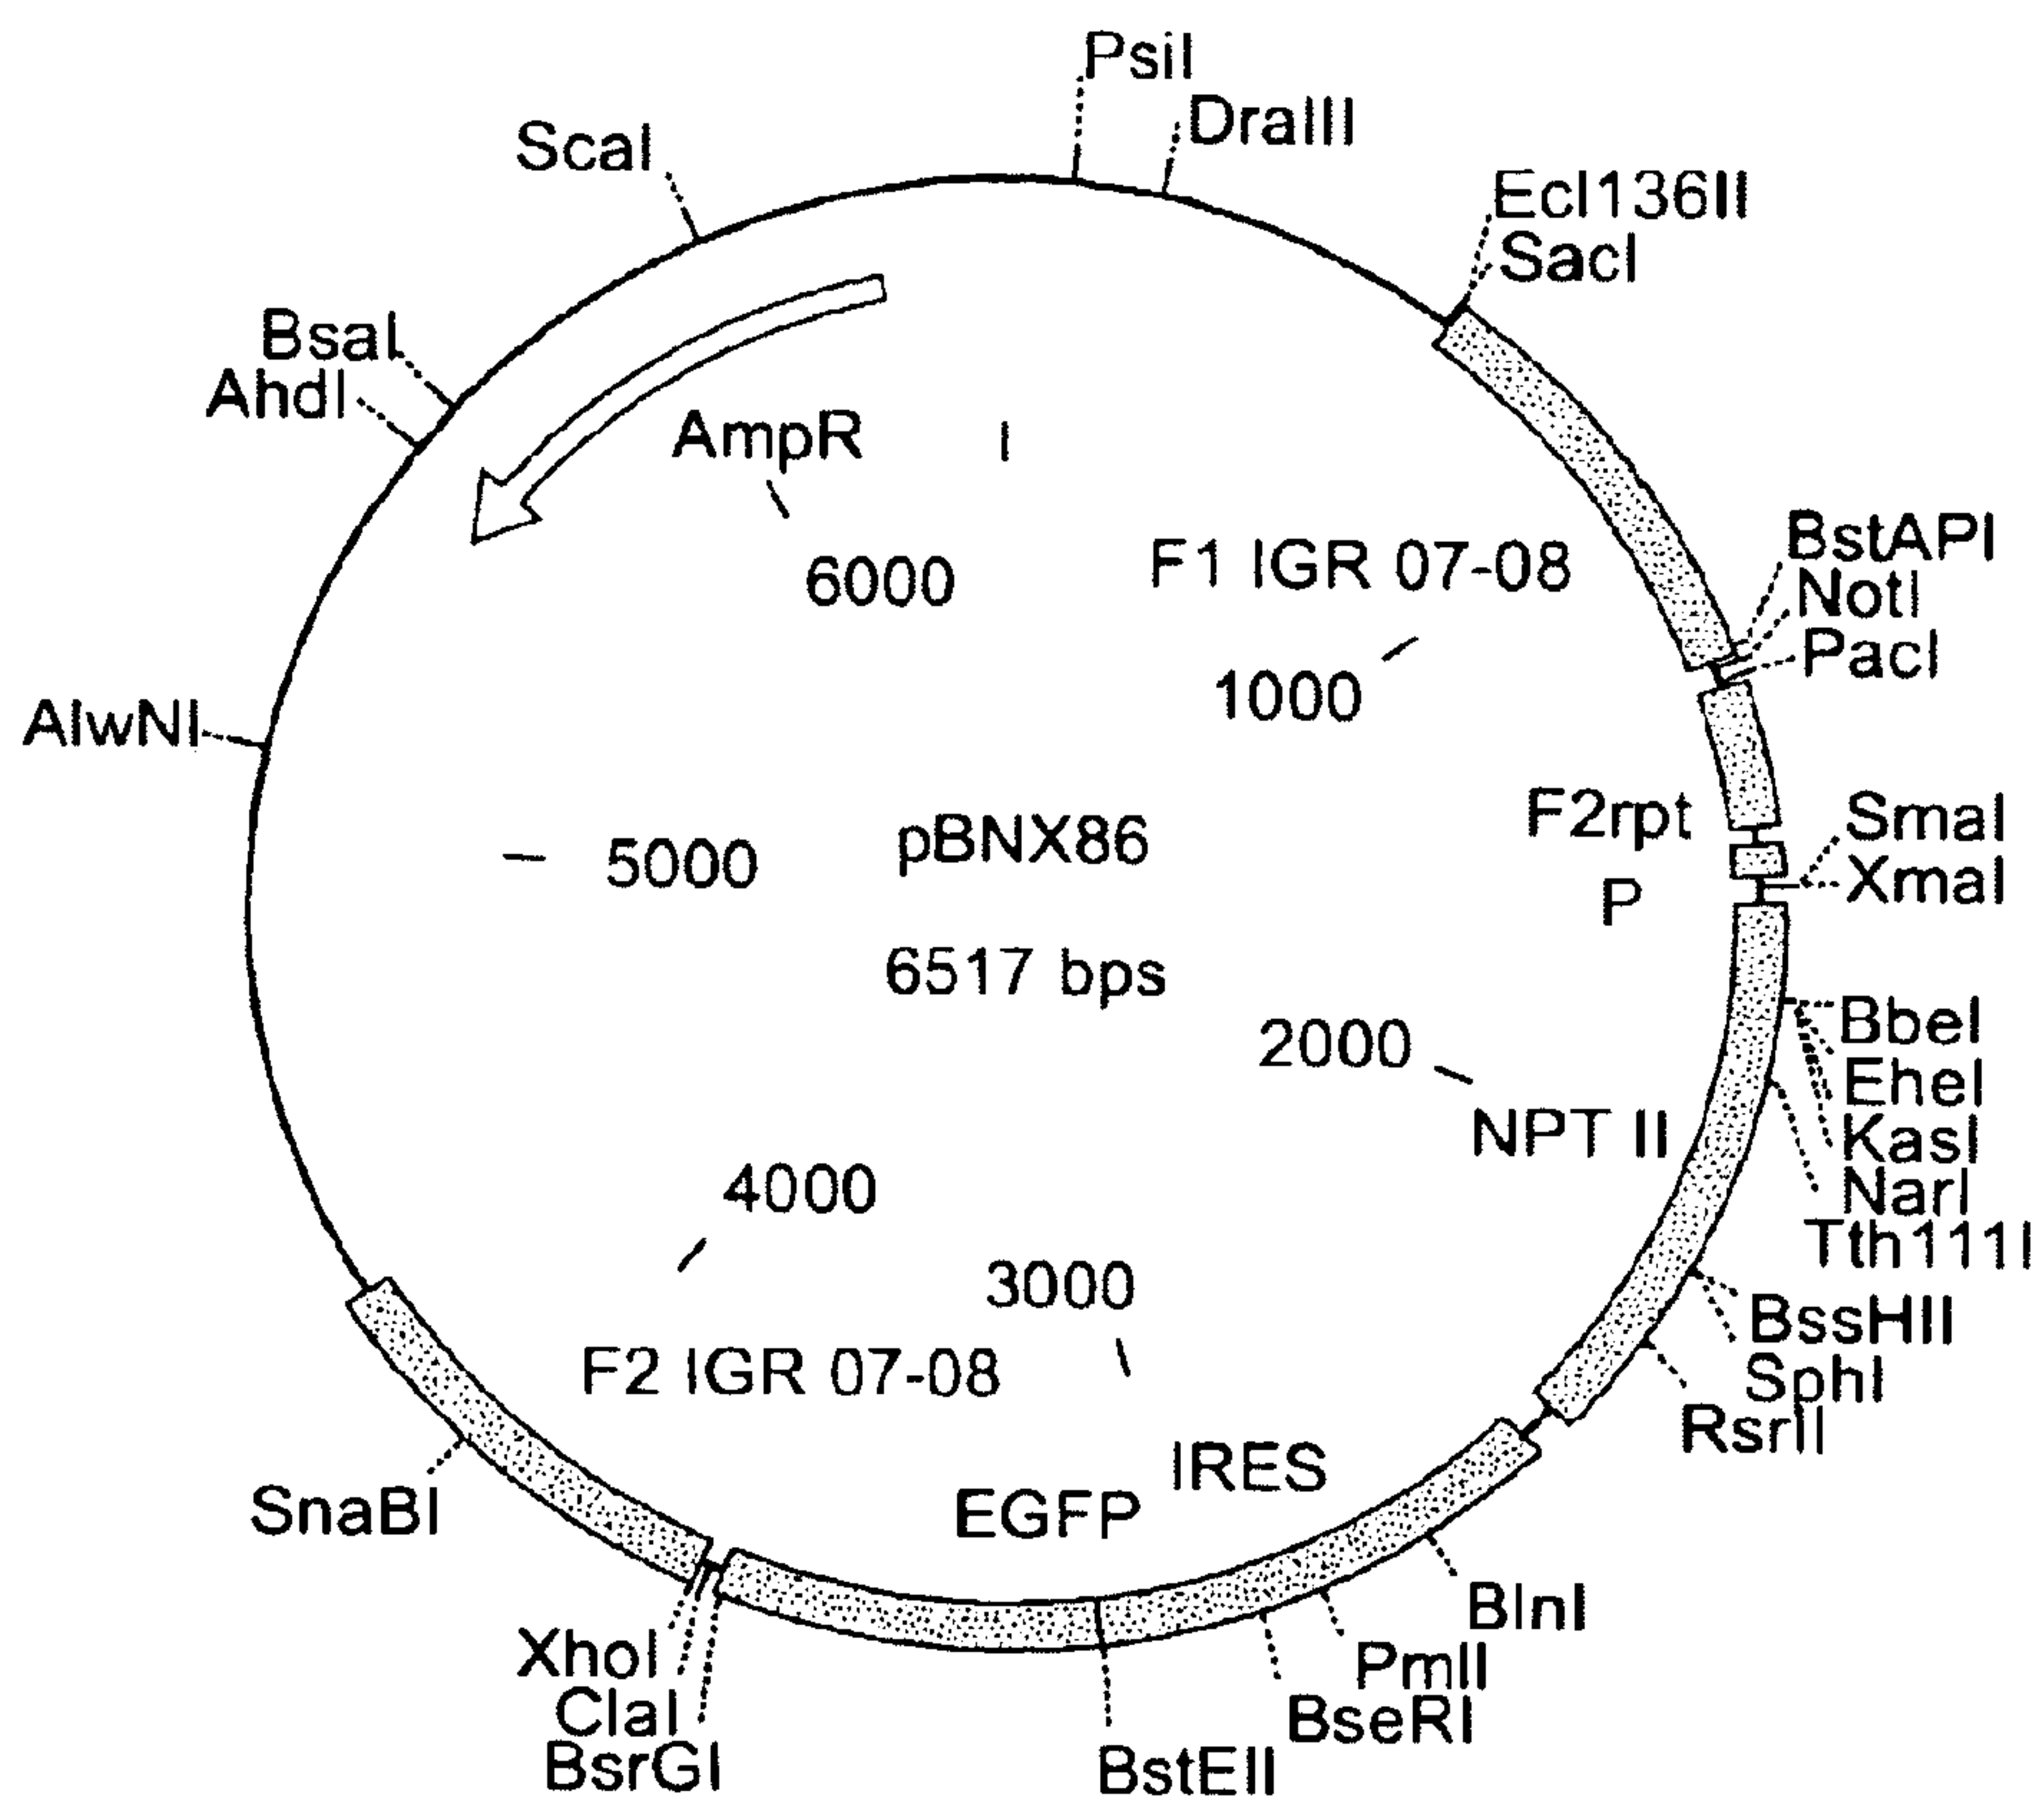 PsiI
DraIII
ScaI
Ecl136II
SacI
BsaI
AhdI
AmpR
I
BstAPI
NotI
PacI
F1 IGR 07-08
6000
1000
AlwNI
F2rpt
SmaI
XmaI
P
pBNX86
5000
6517 bps
2000
BbeI
EheI
KasI
NarI
Tth111I
NPT II
4000
3000
BssHII
SphI
RsrII
F2 IGR 07-08
IRES
EGFP
SnaBI
BlnI
PmlI
BseRI
BstEII
XhoI
ClaI
BsrGI